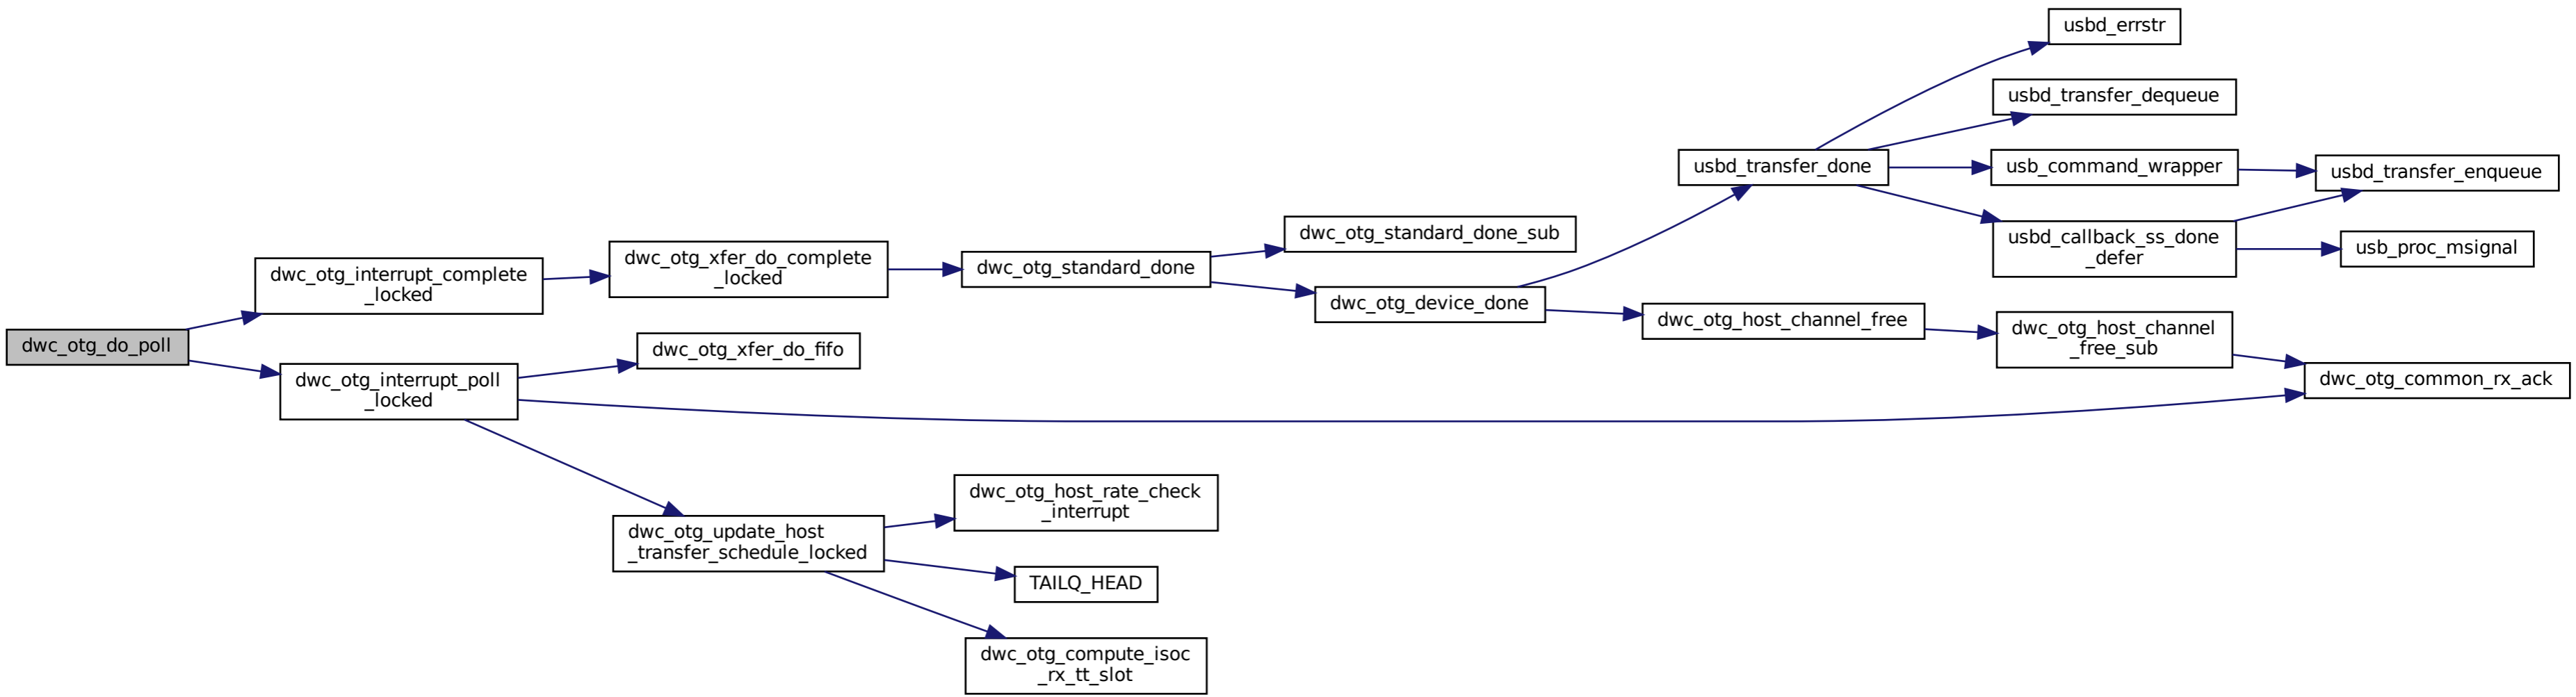 dwc_otg_do_poll
dwc_otg_interrupt_complete
_locked
dwc_otg_xfer_do_complete
_locked
dwc_otg_standard_done
dwc_otg_standard_done_sub
dwc_otg_device_done
usbd_transfer_done
usbd_errstr
usbd_transfer_dequeue
usb_command_wrapper
usbd_transfer_enqueue
usbd_callback_ss_done
_defer
usb_proc_msignal
dwc_otg_host_channel_free
dwc_otg_host_channel
_free_sub
dwc_otg_common_rx_ack
dwc_otg_interrupt_poll
_locked
dwc_otg_xfer_do_fifo
dwc_otg_update_host
_transfer_schedule_locked
dwc_otg_host_rate_check
_interrupt
TAILQ_HEAD
dwc_otg_compute_isoc
_rx_tt_slot